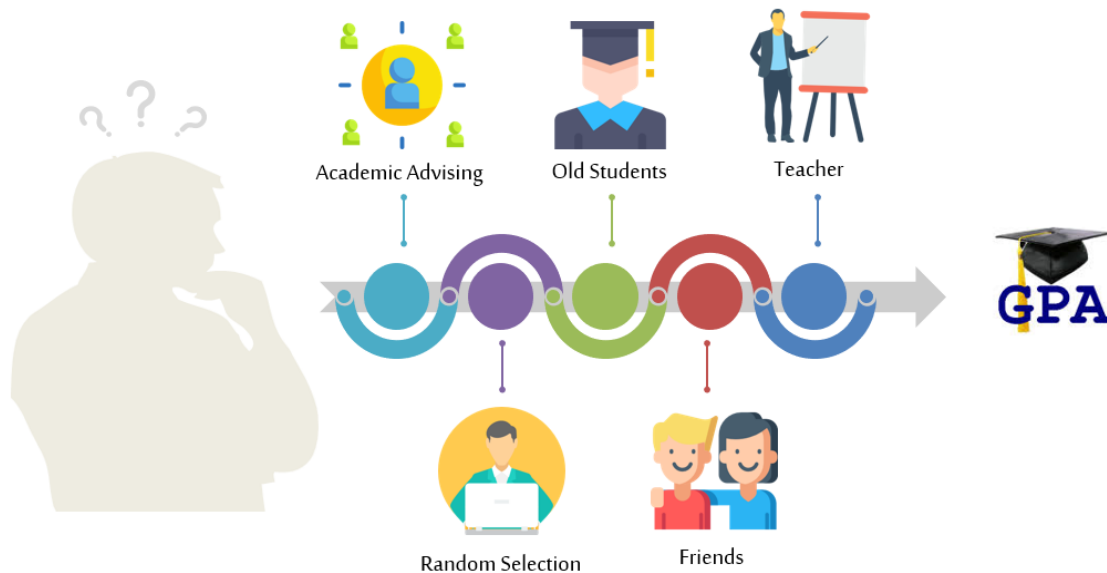 ? ? ?
Academic Advising
Old Students
Teacher
GPA
Random Selection
Friends